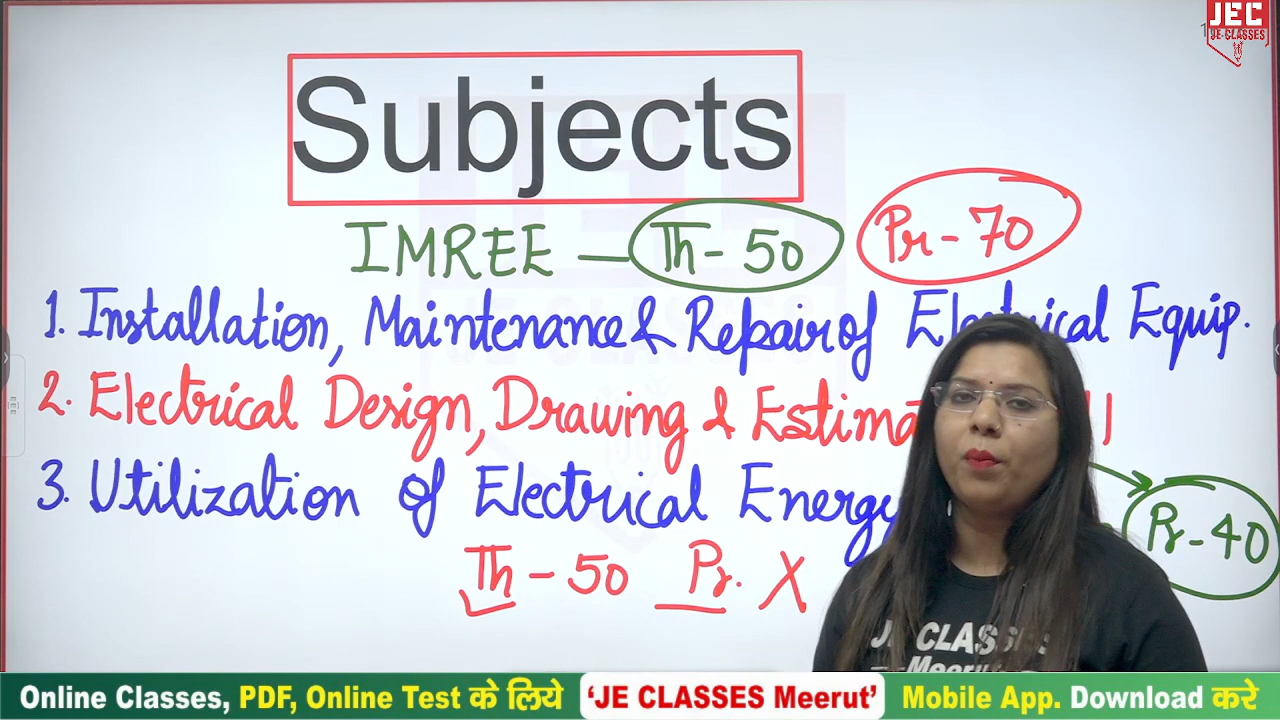 JEC
JE CLASSES
Subjects
IMREE — Th - 50 Pr - 70
1. Installation, Maintenance & Repair of Electrical Equip.
2. Electrical Design, Drawing &
3. Utilization of Electrical Energy
Pr - 40
Th - 50 Pr. X
JE CLASSES
Meerut
Online Classes, PDF, Online Test के लिये 'JE CLASSES Meerut' Mobile App. Download करे